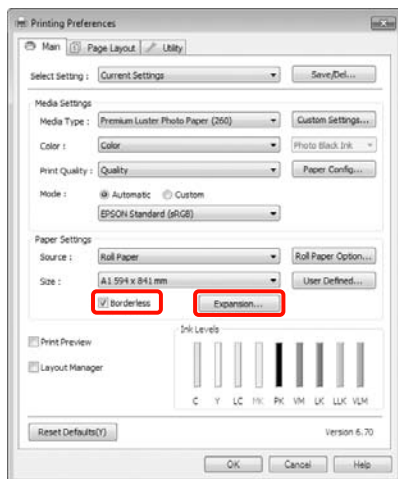 Printing Preferences
Main Page Layout Utility
Select Setting : Current Settings Save/Del...
Media Settings
Media Type : Premium Luster Photo Paper (260) Custom Settings...
Color : Color Photo Black Ink
Print Quality : Quality Paper Config...
Mode : Automatic Custom
EPSON Standard (sRGB)
Paper Settings
Source : Roll Paper Roll Paper Option...
Size : A1 594 x 841 mm User Defined...
Borderless Expansion...
Ink Levels
Print Preview
Layout Manager
C Y LC MK PK VM LK LLK VLM
Reset Defaults(Y) Version 6.70
OK Cancel Help